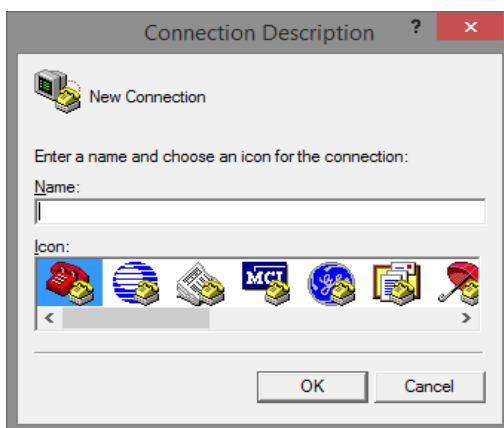 Connection Description ?
New Connection
Enter a name and choose an icon for the connection:
Name:
Icon:
MCI
OK Cancel